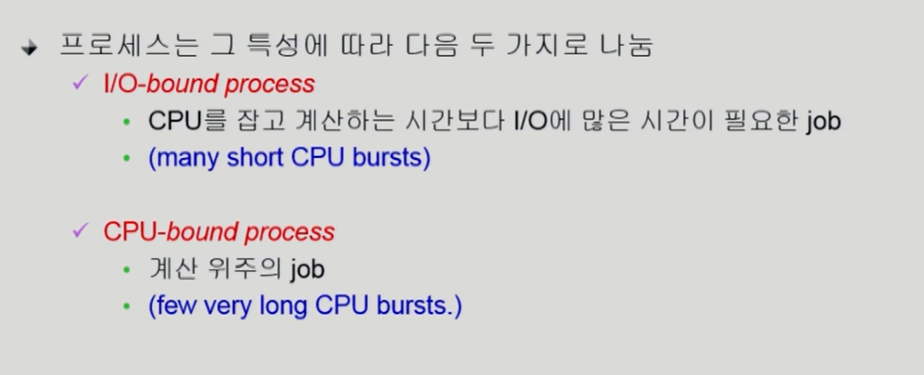 프로세스는 그 특성에 따라 다음 두 가지로 나눔
I/O-bound process
CPU를 잡고 계산하는 시간보다 I/O에 많은 시간이 필요한 job
(many short CPU bursts)
CPU-bound process
계산 위주의 job
(few very long CPU bursts.)